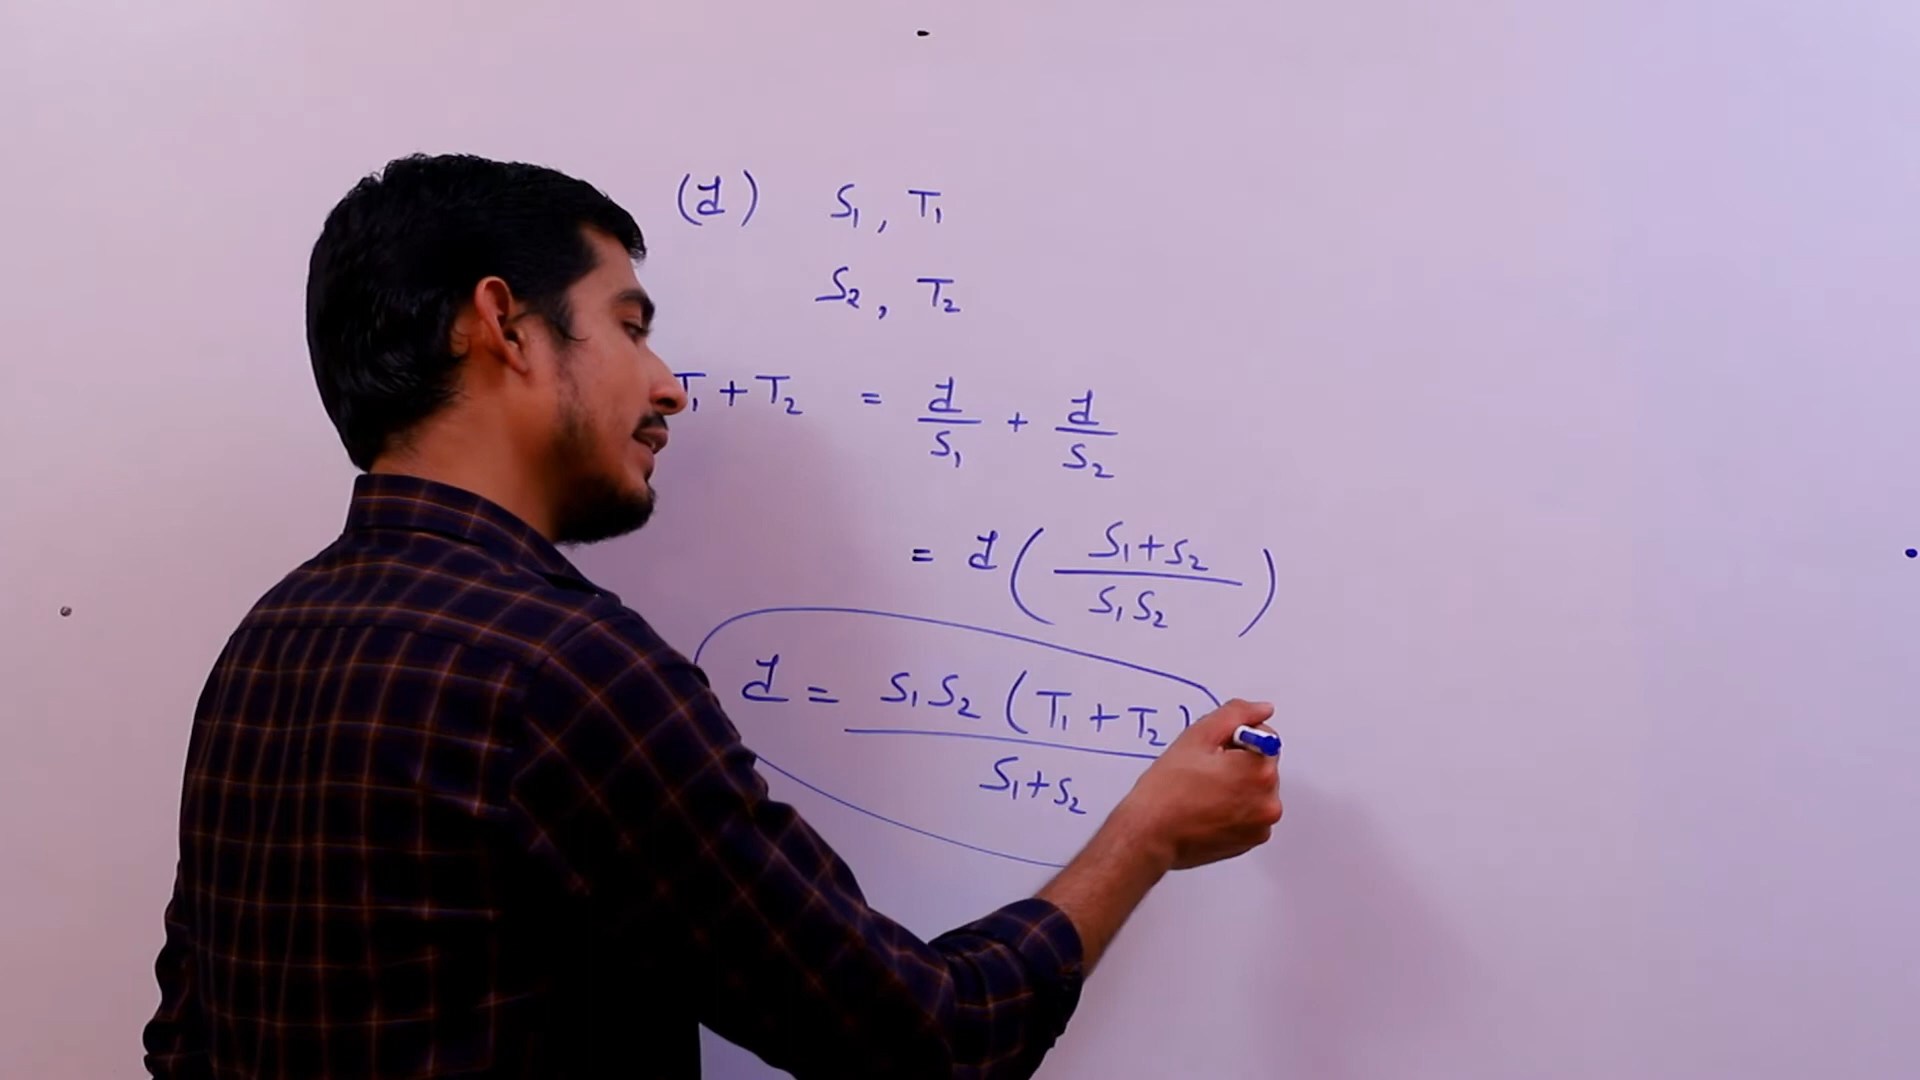 (d) S₁, T₁
S₂, T₂
T₁ + T₂ = d/S₁ + d/S₂
= d ( (S₁+S₂)/(S₁S₂) )
d = S₁S₂ (T₁ + T₂) / (S₁+S₂)